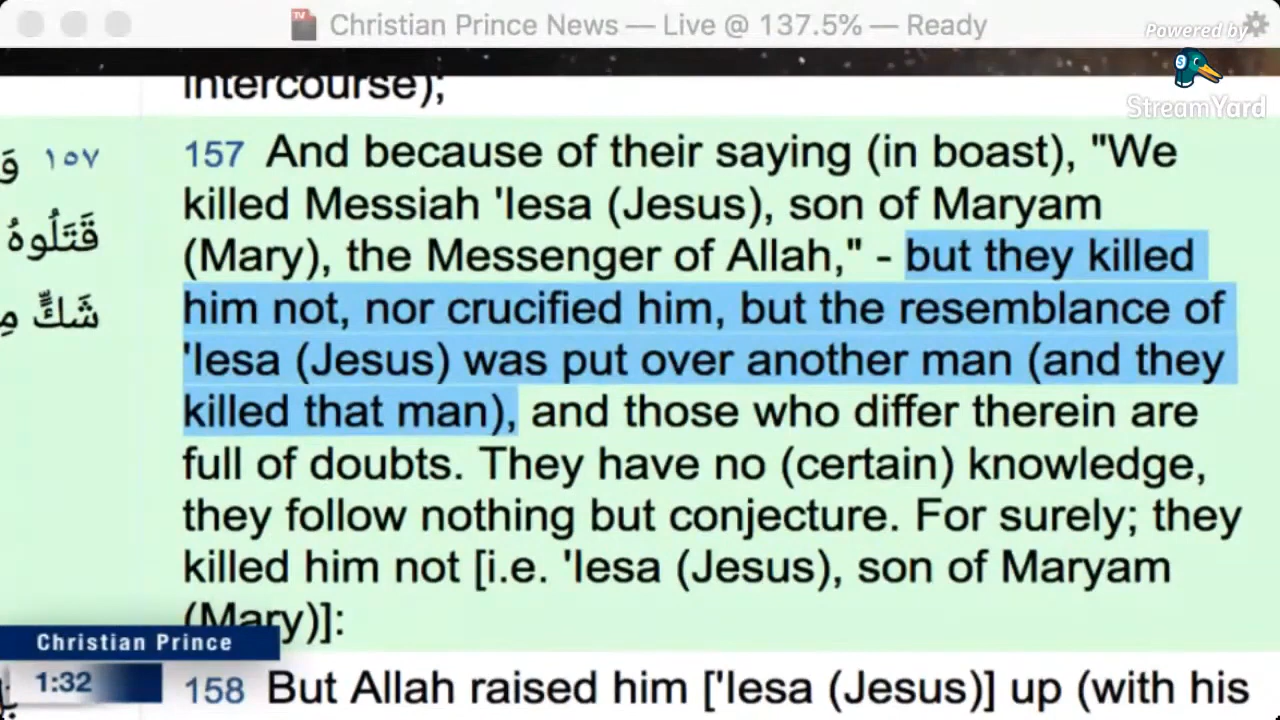 Christian Prince News — Live @ 137.5% — Ready
Powered by
StreamYard
intercourse);
157 And because of their saying (in boast), "We
killed Messiah 'Iesa (Jesus), son of Maryam
(Mary), the Messenger of Allah," - but they killed
him not, nor crucified him, but the resemblance of
'Iesa (Jesus) was put over another man (and they
killed that man), and those who differ therein are
full of doubts. They have no (certain) knowledge,
they follow nothing but conjecture. For surely; they
killed him not [i.e. 'Iesa (Jesus), son of Maryam
(Mary)]:
158 But Allah raised him ['Iesa (Jesus)] up (with his
١٥٧
قَتَلُوهُ
شَكٍّ
Christian Prince
1:32